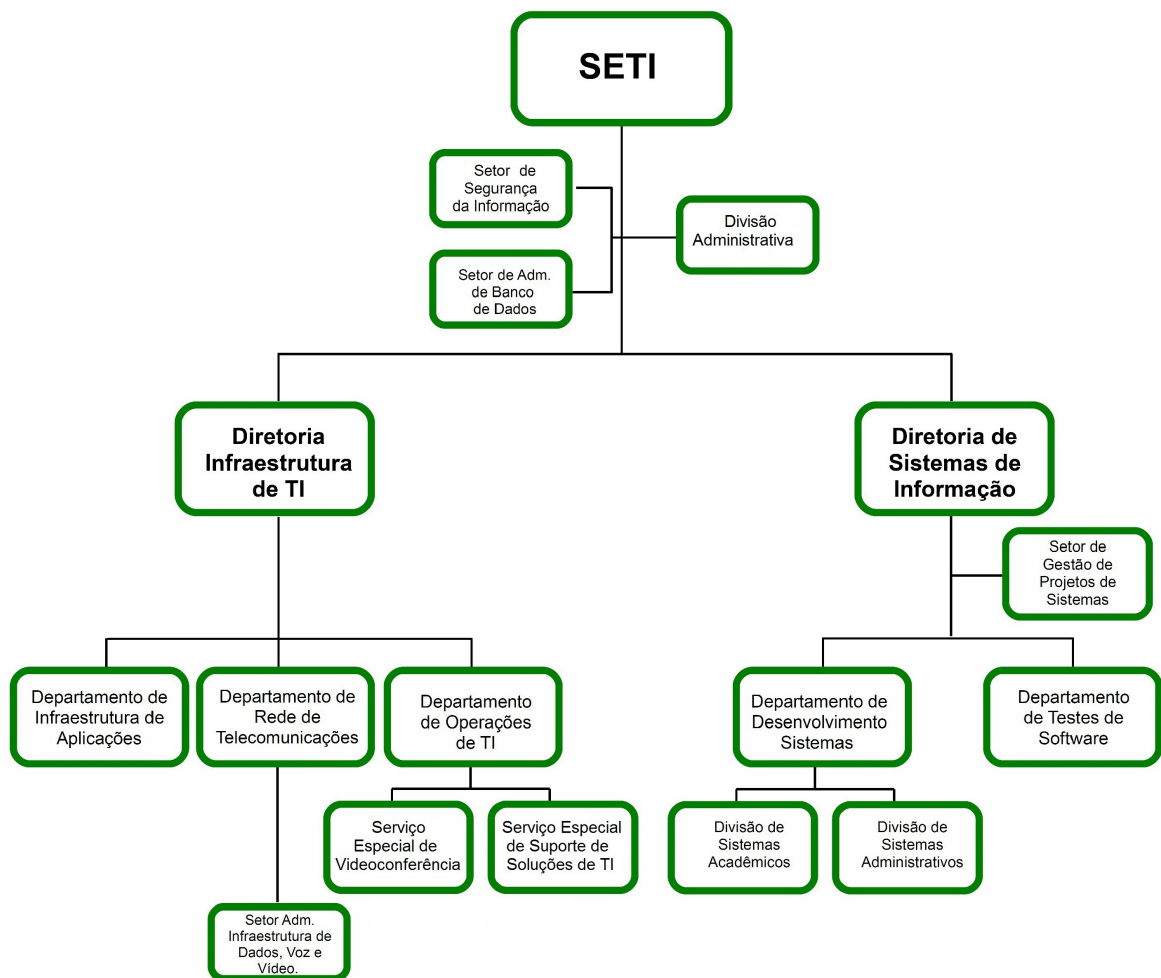 SETI
Setor de
Segurança
da Informação
Divisão
Administrativa
Setor de Adm.
de Banco
de Dados
Diretoria
Infraestrutura
de TI
Diretoria de
Sistemas de
Informação
Setor de
Gestão de
Projetos de
Sistemas
Departamento de
Infraestrutura de
Aplicações
Departamento de
Rede de
Telecomunicações
Departamento
de Operações
de TI
Departamento de
Desenvolvimento
Sistemas
Departamento
de Testes de
Software
Serviço
Especial de
Videoconferência
Serviço Especial
de Suporte de
Soluções de TI
Divisão de
Sistemas
Acadêmicos
Divisão de
Sistemas
Administrativos
Setor Adm.
Infraestrutura de
Dados, Voz e
Vídeo.